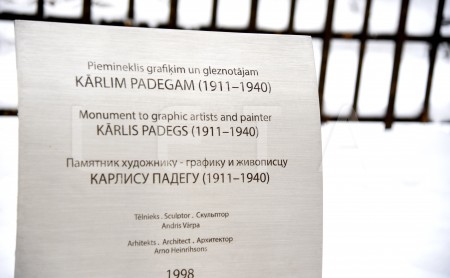 Piemineklis grafiķim un gleznotājam
KĀRLIM PADEGAM (1911–1940)
Monument to graphic artists and painter
KĀRLIS PADEGS (1911–1940)
Памятник художнику - графику и живописцу
КАРЛИСУ ПАДЕГУ (1911–1940)
Tēlnieks . Sculptor . Скульптор
Andris Vārpa
Arhitekts . Architect . Архитектор
Arno Heinrihsons
1998